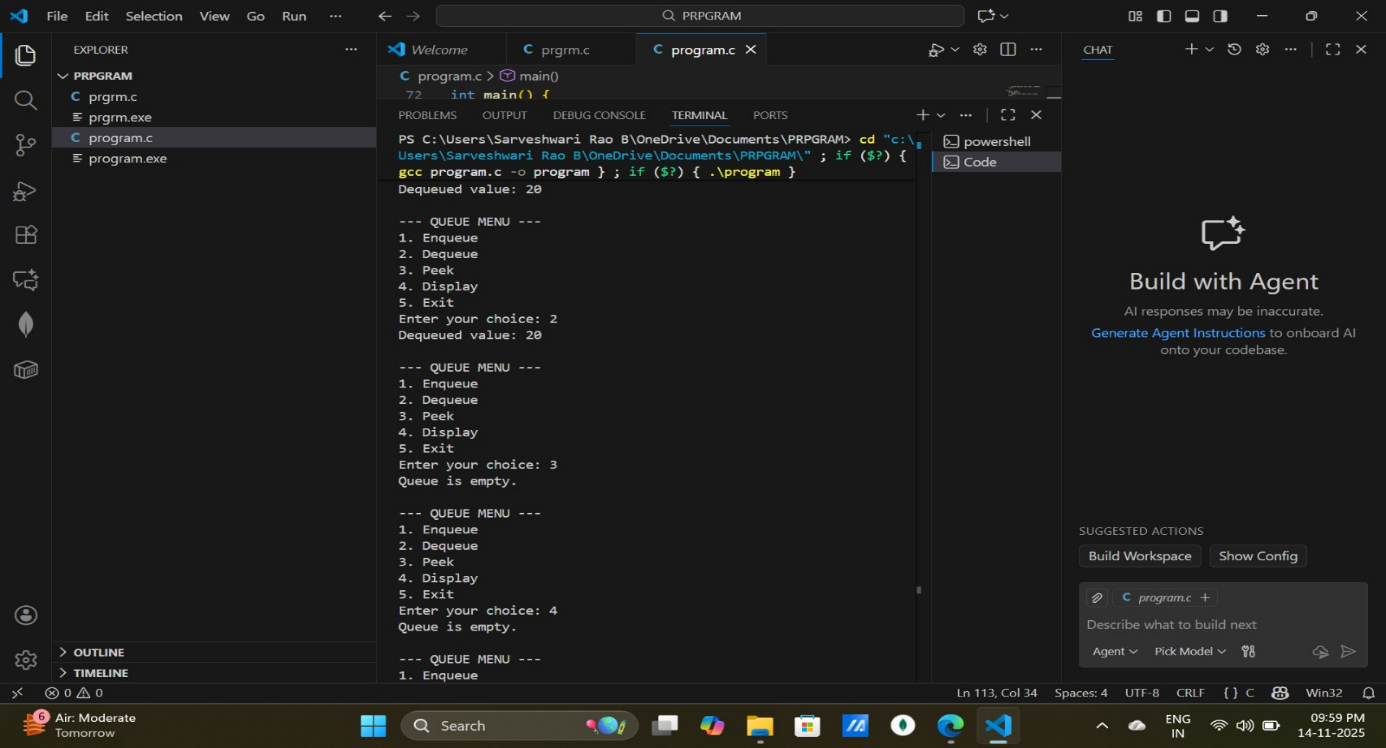 File Edit Selection View Go Run ···
PRPGRAM
EXPLORER ···
PRPGRAM
C prgrm.c
prgrm.exe
C program.c
program.exe
OUTLINE
TIMELINE
Welcome C prgrm.c C program.c
C program.c > main()
72 int main() {
PROBLEMS OUTPUT DEBUG CONSOLE TERMINAL PORTS
PS C:\Users\Sarveshwari Rao B\OneDrive\Documents\PRPGRAM> cd "c:\
Users\Sarveshwari Rao B\OneDrive\Documents\PRPGRAM\" ; if ($?) {
gcc program.c -o program } ; if ($?) { .\program }
Dequeued value: 20
--- QUEUE MENU ---
1. Enqueue
2. Dequeue
3. Peek
4. Display
5. Exit
Enter your choice: 2
Dequeued value: 20
--- QUEUE MENU ---
1. Enqueue
2. Dequeue
3. Peek
4. Display
5. Exit
Enter your choice: 3
Queue is empty.
--- QUEUE MENU ---
1. Enqueue
2. Dequeue
3. Peek
4. Display
5. Exit
Enter your choice: 4
Queue is empty.
--- QUEUE MENU ---
1. Enqueue
powershell
Code
CHAT
Build with Agent
AI responses may be inaccurate.
Generate Agent Instructions to onboard AI
onto your codebase.
SUGGESTED ACTIONS
Build Workspace Show Config
C program.c +
Describe what to build next
Agent Pick Model
0 0
Ln 113, Col 34 Spaces: 4 UTF-8 CRLF { } C Win32
6
Air: Moderate
Tomorrow
Search
ENG
IN
09:59 PM
14-11-2025